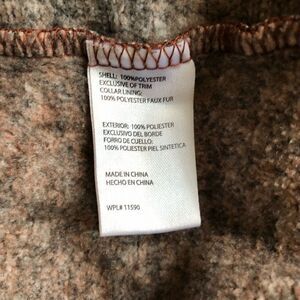 SHELL: 100%POLYESTER
EXCLUSIVE OF TRIM
COLLAR LINING:
100% POLYESTER FAUX FUR
EXTERIOR: 100% POLIESTER
EXCLUSIVO DEL BORDE
FORRO DE CUELLO:
100% POLIESTER PIEL SINTETICA
MADE IN CHINA
HECHO EN CHINA
WPL# 11590